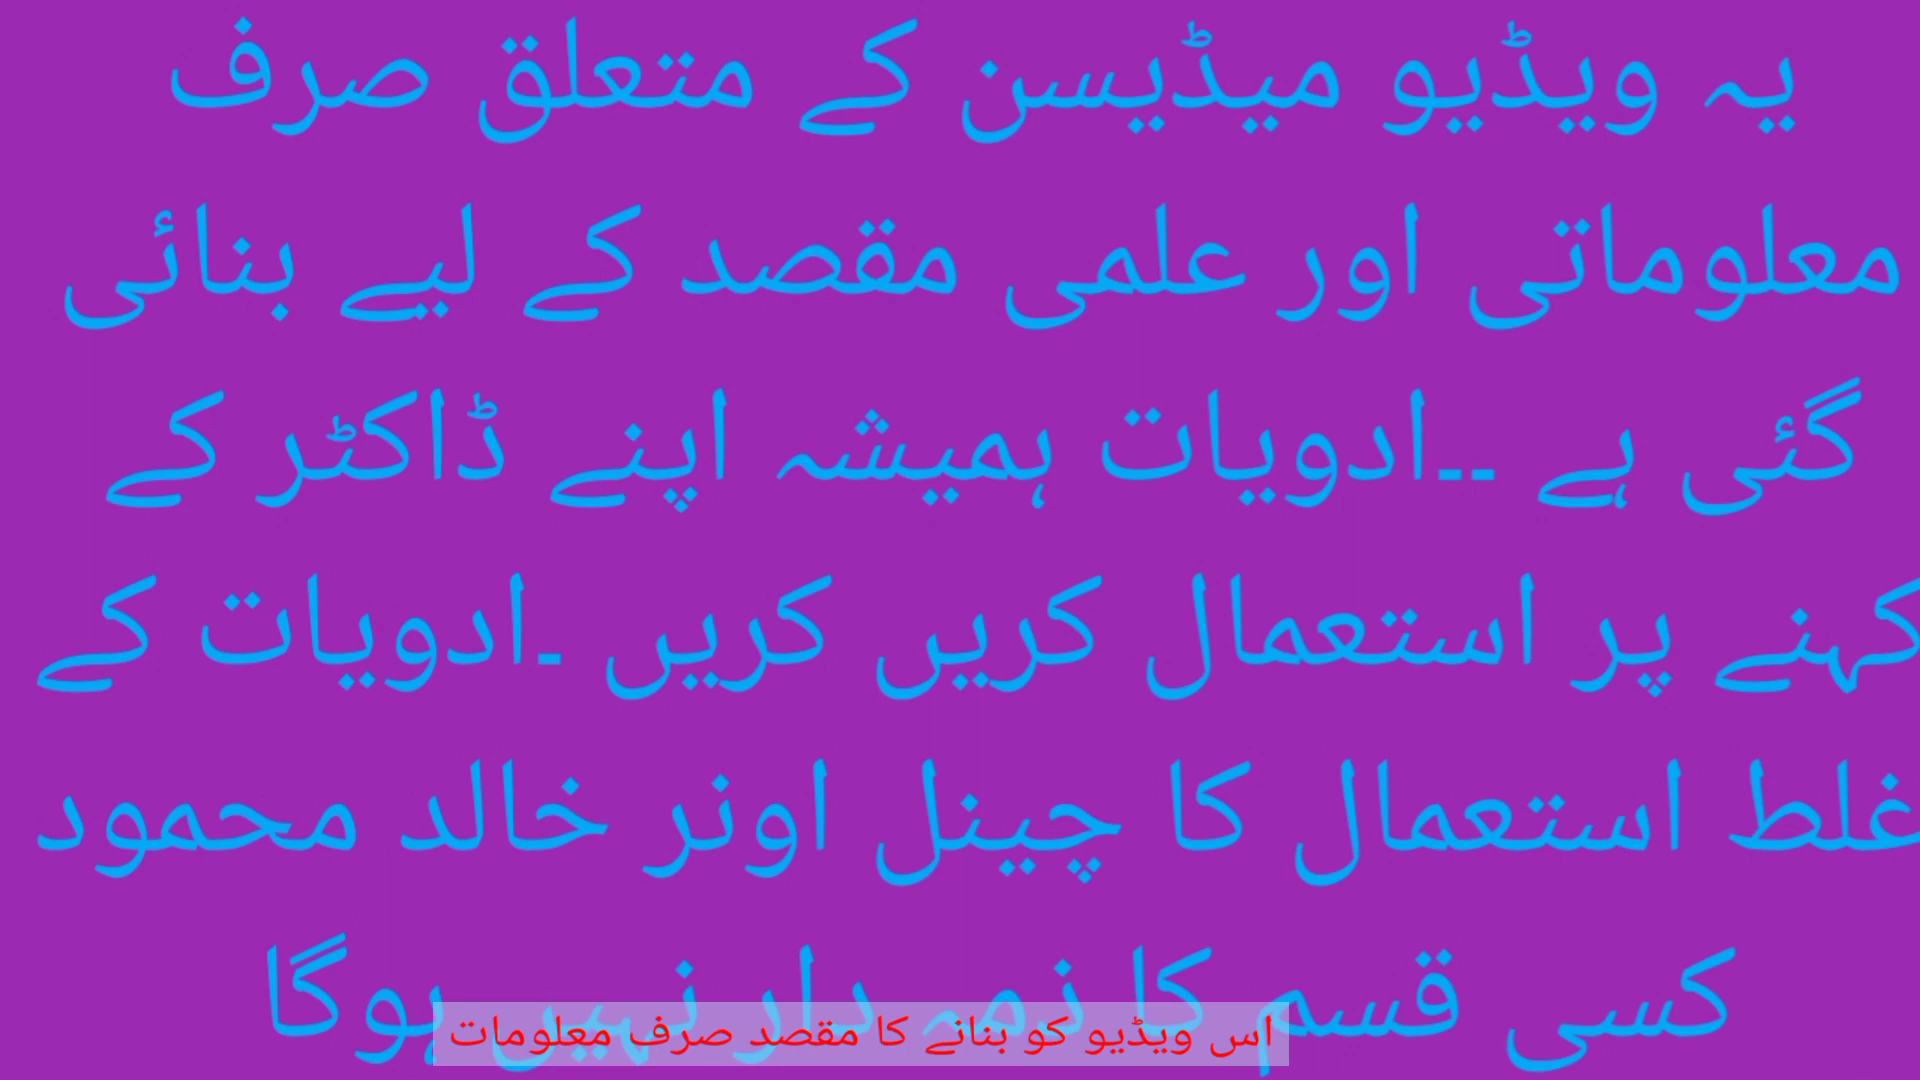 یہ ویڈیو میڈیسن کے متعلق صرف
معلوماتی اور علمی مقصد کے لیے بنائی
گئی ہے ۔۔ادویات ہمیشہ اپنے ڈاکٹر کے
کہنے پر استعمال کریں کریں ۔ادویات کے
غلط استعمال کا چینل اونر خالد محمود
کسی قسم کا ذمہ دار نہیں ہوگا
اس ویڈیو کو بنانے کا مقصد صرف معلومات